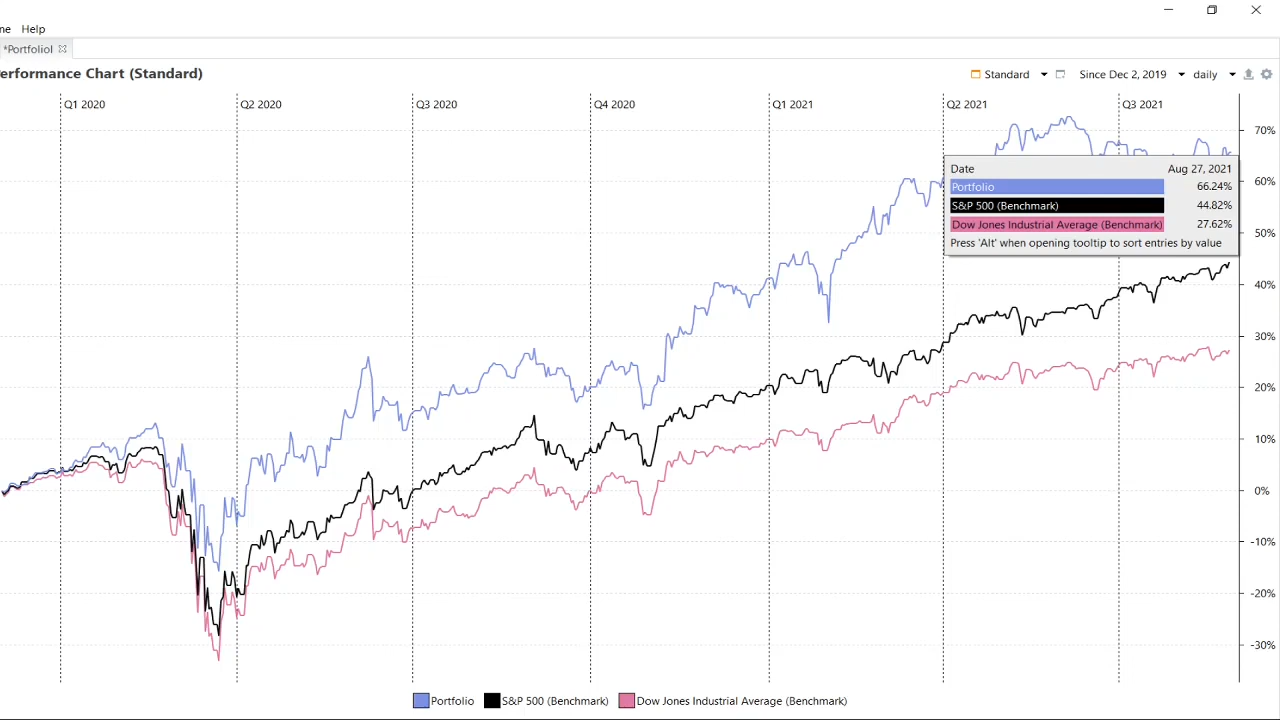 ne Help
*Portfoliol
erformance Chart (Standard)
Standard Since Dec 2, 2019 daily
Q1 2020 Q2 2020 Q3 2020 Q4 2020 Q1 2021 Q2 2021 Q3 2021
70%
60%
50%
40%
30%
20%
10%
0%
-10%
-20%
-30%
Date Aug 27, 2021
Portfolio 66.24%
S&P 500 (Benchmark) 44.82%
Dow Jones Industrial Average (Benchmark) 27.62%
Press 'Alt' when opening tooltip to sort entries by value
Portfolio S&P 500 (Benchmark) Dow Jones Industrial Average (Benchmark)